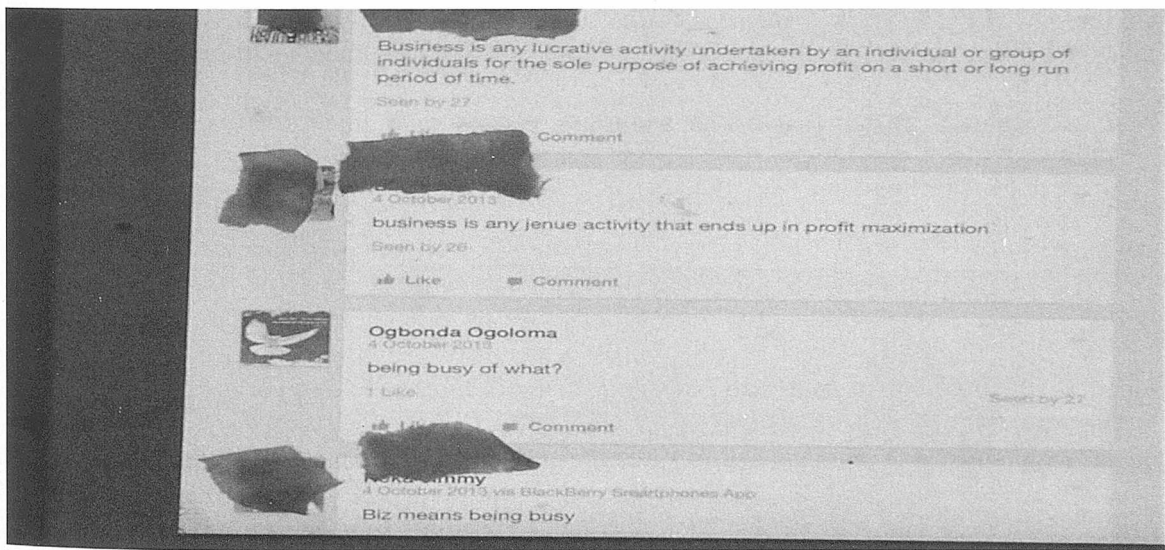 Business is any lucrative activity undertaken by an individual or group of
individuals for the sole purpose of achieving profit on a short or long run
period of time.
Seen by 27
Like Comment
4 October 2013
business is any jenue activity that ends up in profit maximization
Seen by 26
Like Comment
Ogbonda Ogoloma
4 October 2013
being busy of what?
1 Like Seen by 27
Comment
4 October 2013 via BlackBerry Smartphones App
Biz means being busy